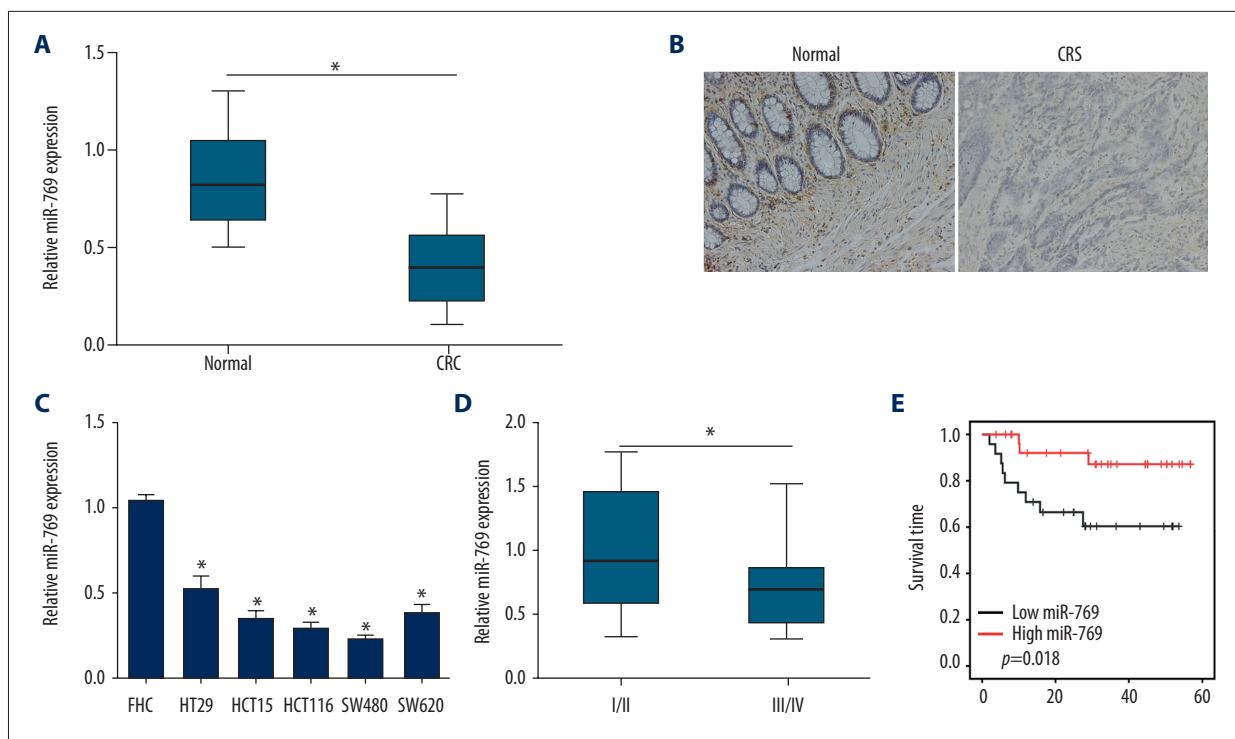 A
Relative miR-769 expression
1.5
1.0
0.5
0.0
*
Normal
CRC
B
Normal
CRS
C
Relative miR-769 expression
1.5
1.0
0.5
0.0
*
*
*
*
*
FHC
HT29
HCT15
HCT116
SW480
SW620
D
Relative miR-769 expression
2.0
1.5
1.0
0.5
0.0
*
I/II
III/IV
E
Survival time
1.0
0.8
0.6
0.4
0.2
0.0
Low miR-769
High miR-769
p=0.018
0
20
40
60